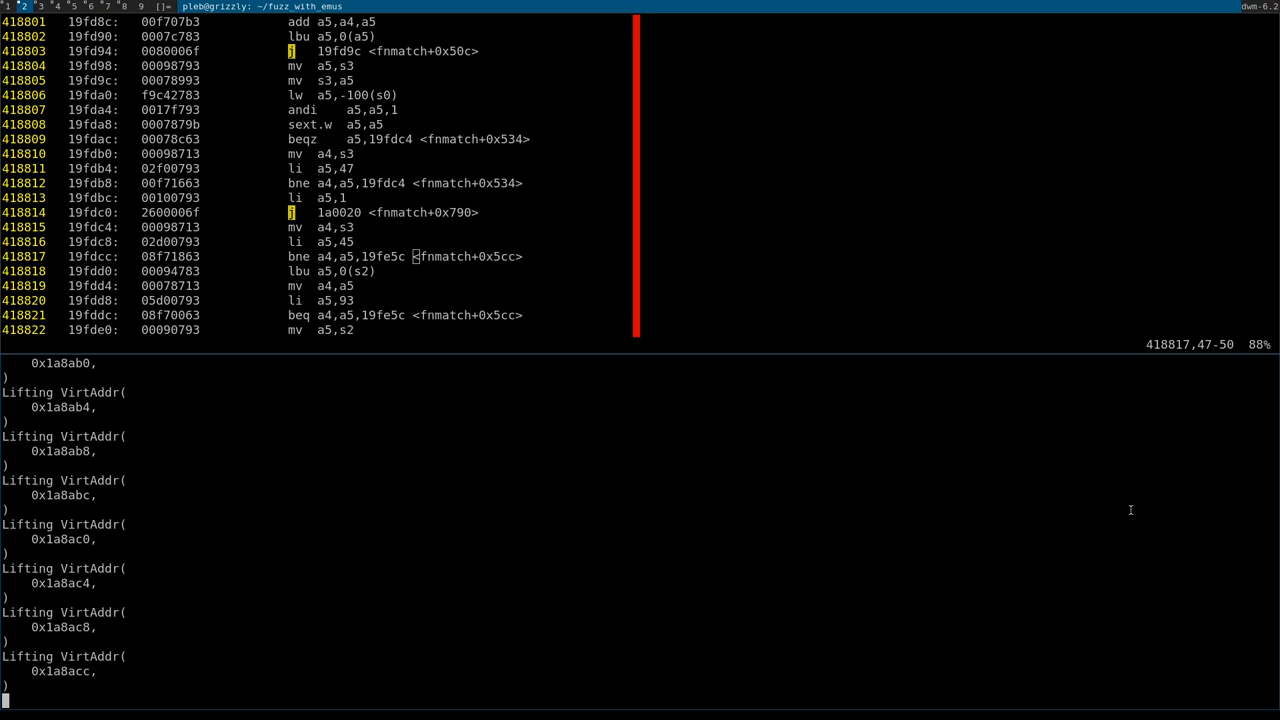 1 2 3 4 5 6 7 8 9 []= pleb@grizzly: ~/fuzz_with_emus dwm-6.2
418801 19fd8c: 00f707b3 add a5,a4,a5
418802 19fd90: 0007c783 lbu a5,0(a5)
418803 19fd94: 0080006f j 19fd9c <fnmatch+0x50c>
418804 19fd98: 00098793 mv a5,s3
418805 19fd9c: 00078993 mv s3,a5
418806 19fda0: f9c42783 lw a5,-100(s0)
418807 19fda4: 0017f793 andi a5,a5,1
418808 19fda8: 0007879b sext.w a5,a5
418809 19fdac: 00078c63 beqz a5,19fdc4 <fnmatch+0x534>
418810 19fdb0: 00098713 mv a4,s3
418811 19fdb4: 02f00793 li a5,47
418812 19fdb8: 00f71663 bne a4,a5,19fdc4 <fnmatch+0x534>
418813 19fdbc: 00100793 li a5,1
418814 19fdc0: 2600006f j 1a0020 <fnmatch+0x790>
418815 19fdc4: 00098713 mv a4,s3
418816 19fdc8: 02d00793 li a5,45
418817 19fdcc: 08f71863 bne a4,a5,19fe5c <fnmatch+0x5cc>
418818 19fdd0: 00094783 lbu a5,0(s2)
418819 19fdd4: 00078713 mv a4,a5
418820 19fdd8: 05d00793 li a5,93
418821 19fddc: 08f70063 beq a4,a5,19fe5c <fnmatch+0x5cc>
418822 19fde0: 00090793 mv a5,s2
418817,47-50 88%
0x1a8ab0,
)
Lifting VirtAddr(
0x1a8ab4,
)
Lifting VirtAddr(
0x1a8ab8,
)
Lifting VirtAddr(
0x1a8abc,
)
Lifting VirtAddr(
0x1a8ac0,
)
Lifting VirtAddr(
0x1a8ac4,
)
Lifting VirtAddr(
0x1a8ac8,
)
Lifting VirtAddr(
0x1a8acc,
)